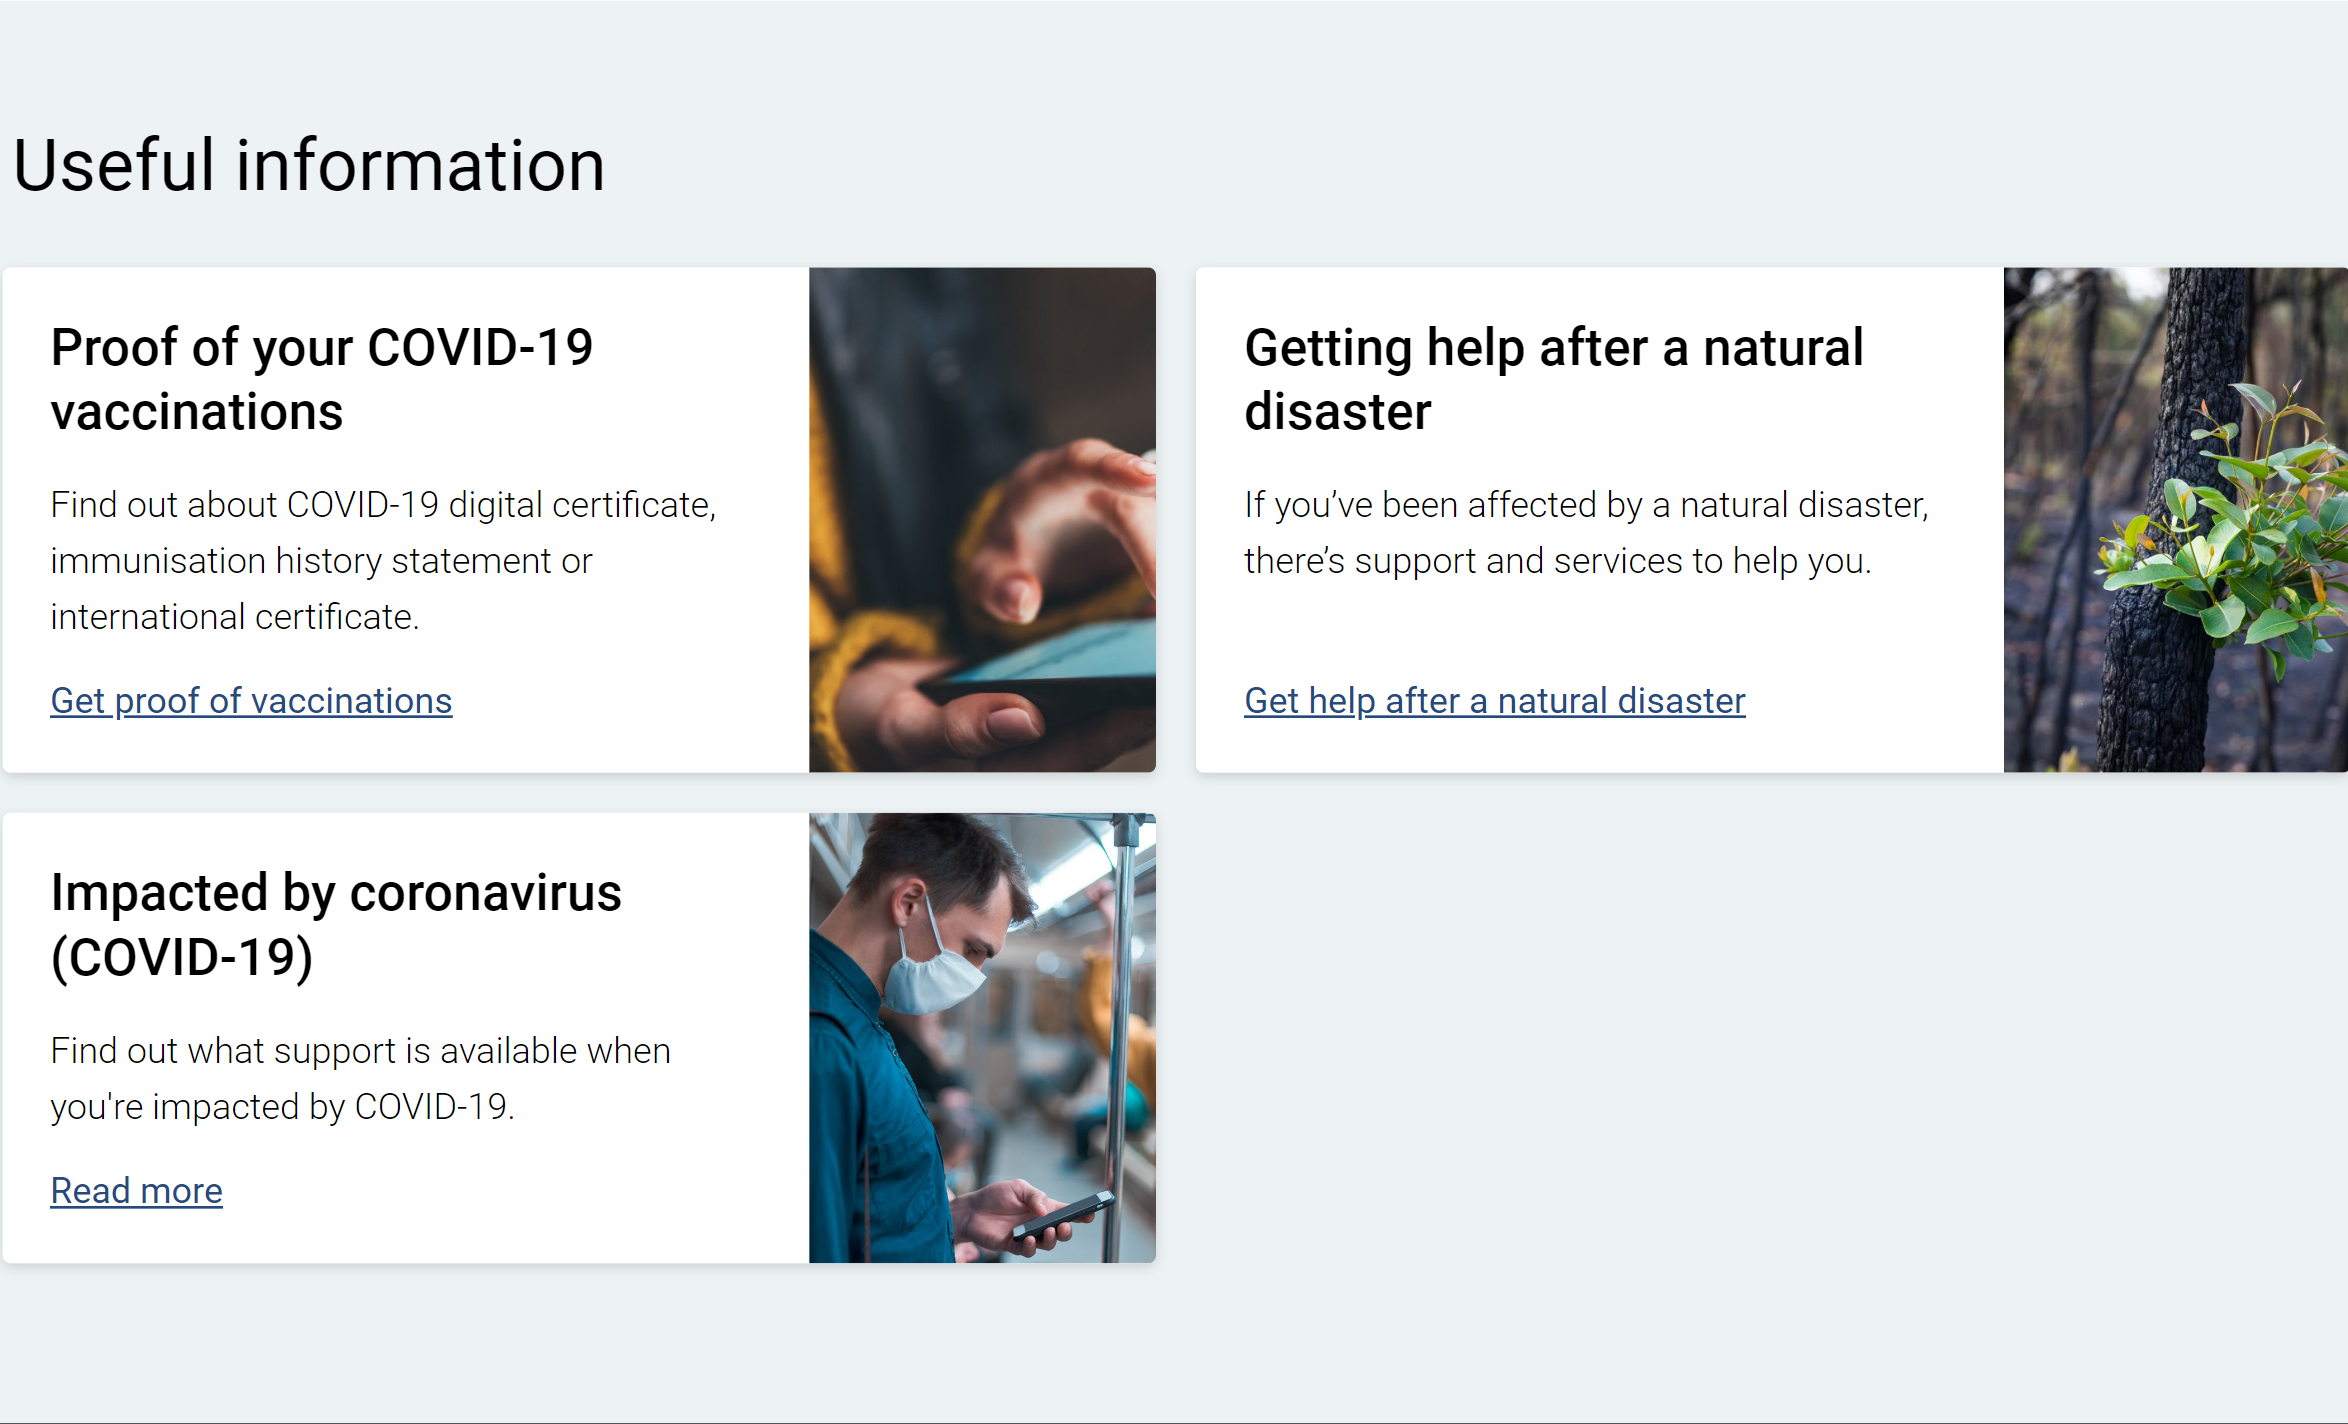 Useful information
Proof of your COVID-19
vaccinations
Find out about COVID-19 digital certificate,
immunisation history statement or
international certificate.
Get proof of vaccinations
Getting help after a natural
disaster
If you’ve been affected by a natural disaster,
there’s support and services to help you.
Get help after a natural disaster
Impacted by coronavirus
(COVID-19)
Find out what support is available when
you're impacted by COVID-19.
Read more